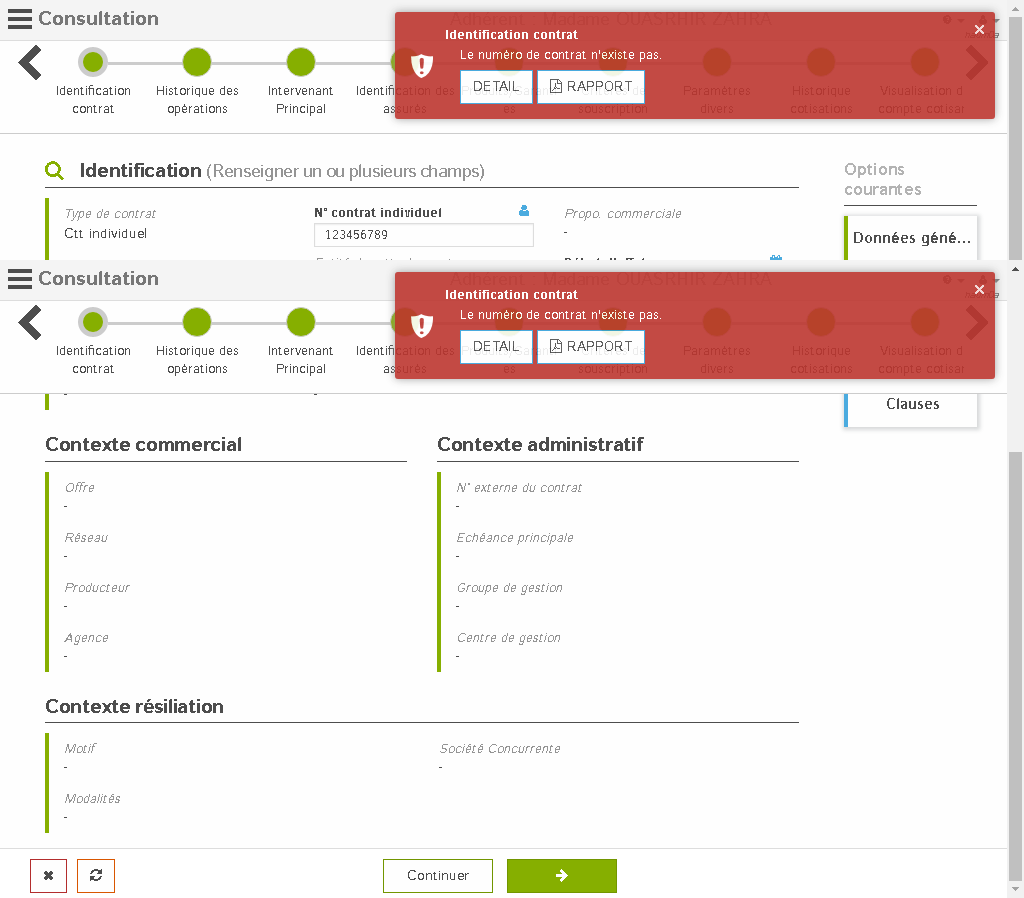 Consultation
Adhérent Madame OUASRHIR ZAHRA
Identification contrat
Le numéro de contrat n'existe pas.
DETAIL RAPPORT
Identification contrat
Historique des opérations
Intervenant Principal
Identification des assurés
Paramètres divers
Historique cotisations
Visualisation d
compte cotisar
Identification (Renseigner un ou plusieurs champs)
Options courantes
Type de contrat
Ctt individuel
N° contrat individuel
123456789
Propo. commerciale
-
Données géné...
Consultation
Adhérent Madame OUASRHIR ZAHRA
Identification contrat
Le numéro de contrat n'existe pas.
DETAIL RAPPORT
Identification contrat
Historique des opérations
Intervenant Principal
Identification des assurés
Paramètres divers
Historique cotisations
Visualisation d
compte cotisar
Clauses
Contexte commercial
Offre
-
Réseau
-
Producteur
-
Agence
-
Contexte administratif
N° externe du contrat
-
Echéance principale
-
Groupe de gestion
-
Centre de gestion
-
Contexte résiliation
Motif
-
Société Concurrente
-
Modalités
-
Continuer